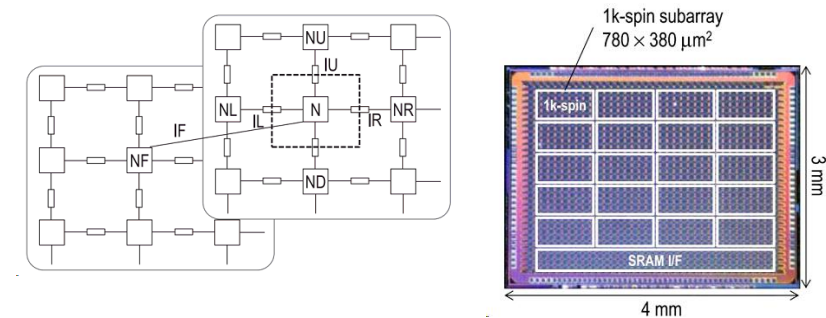 NU
IU
NL
IL
N
IR
NR
IF
NF
ND
1k-spin subarray
780 × 380 μm²
1k-spin
SRAM I/F
3 mm
4 mm